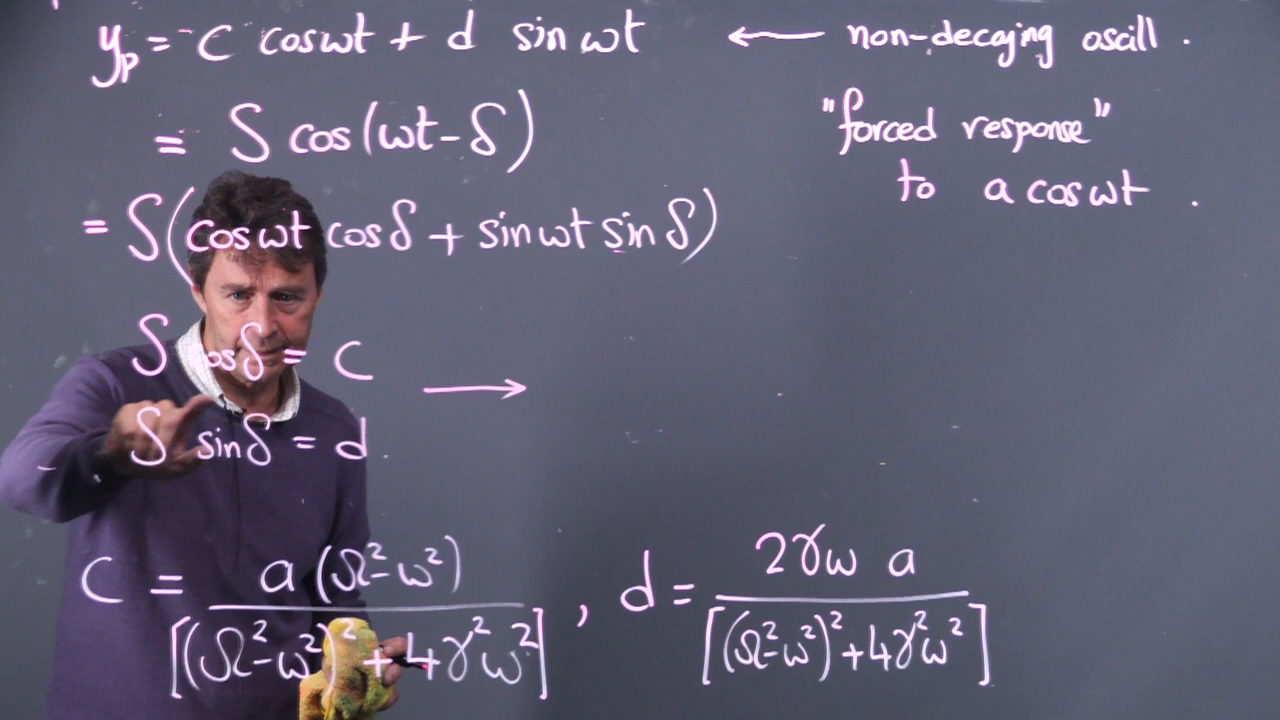 y_p = c cos ωt + d sin ωt ← non-decaying oscill.
= S cos(ωt - δ) "forced response"
to a cos ωt .
= S(cos ωt cos δ + sin ωt sin δ)
S cos δ = c →
S sin δ = d
c = a(Ω² - ω²) / [(Ω² - ω²)² + 4γ²ω²] , d = 2γω a / [(Ω² - ω²)² + 4γ²ω²]